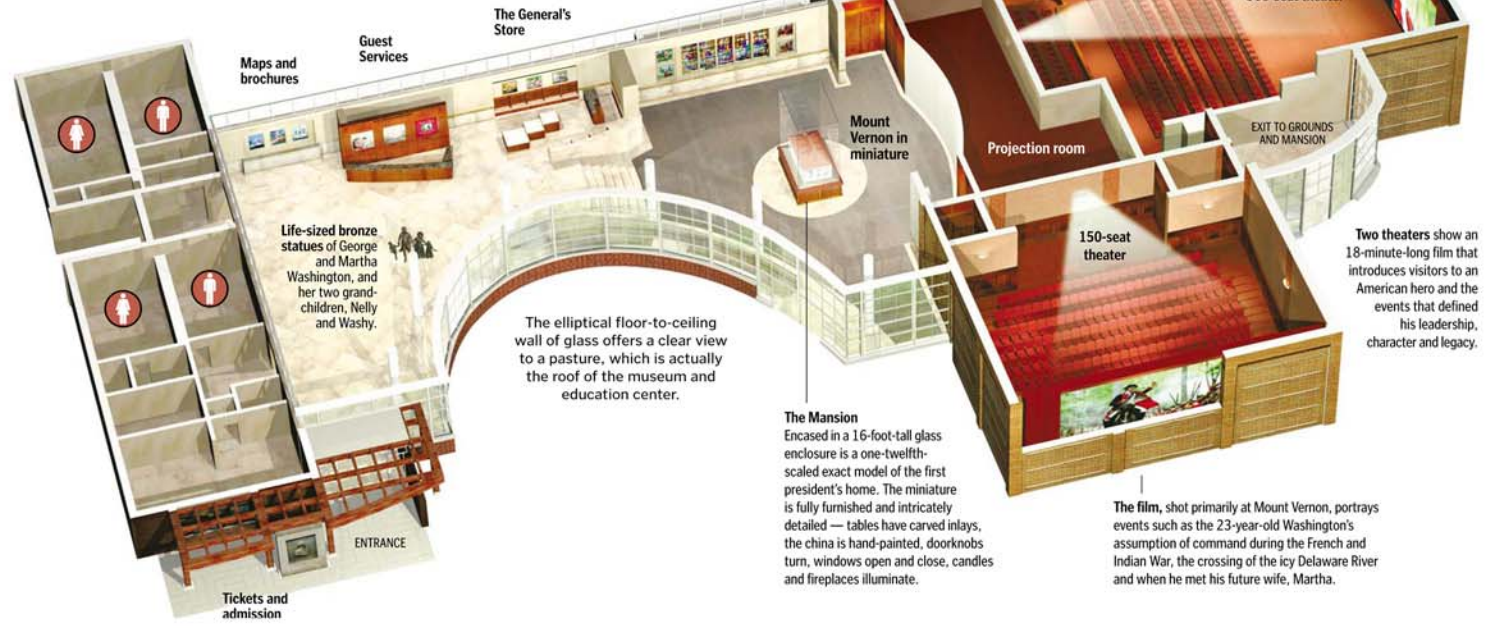 The General's
Store
Guest
Services
Maps and
brochures
Mount
Vernon in
miniature
Projection room
EXIT TO GROUNDS
AND MANSION
Life-sized bronze
statues of George
and Martha
Washington, and
her two grand-
children, Nelly
and Washy.
150-seat
theater
Two theaters show an
18-minute-long film that
introduces visitors to an
American hero and the
events that defined
his leadership,
character and legacy.
The elliptical floor-to-ceiling
wall of glass offers a clear view
to a pasture, which is actually
the roof of the museum and
education center.
The Mansion
Encased in a 16-foot-tall glass
enclosure is a one-twelfth-
scaled exact model of the first
president's home. The miniature
is fully furnished and intricately
detailed — tables have carved inlays,
the china is hand-painted, doorknobs
turn, windows open and close, candles
and fireplaces illuminate.
The film, shot primarily at Mount Vernon, portrays
events such as the 23-year-old Washington's
assumption of command during the French and
Indian War, the crossing of the icy Delaware River
and when he met his future wife, Martha.
ENTRANCE
Tickets and
admission